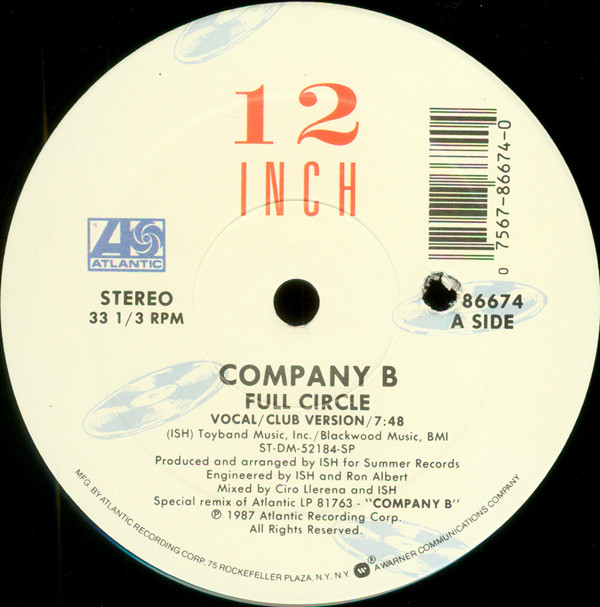 12
INCH
0 7567-86674-0
ATLANTIC
STEREO
33 1/3 RPM
86674
A SIDE
COMPANY B
FULL CIRCLE
VOCAL/CLUB VERSION/7:48
(ISH) Toyband Music, Inc./Blackwood Music, BMI
ST-DM-52184-SP
Produced and arranged by ISH for Summer Records
Engineered by ISH and Ron Albert
Mixed by Ciro Llerena and ISH
Special remix of Atlantic LP 81763 - "COMPANY B"
℗ 1987 Atlantic Recording Corp.
All Rights Reserved.
MFG. BY ATLANTIC RECORDING CORP. 75 ROCKEFELLER PLAZA, N.Y. N.Y. ® A WARNER COMMUNICATIONS COMPANY